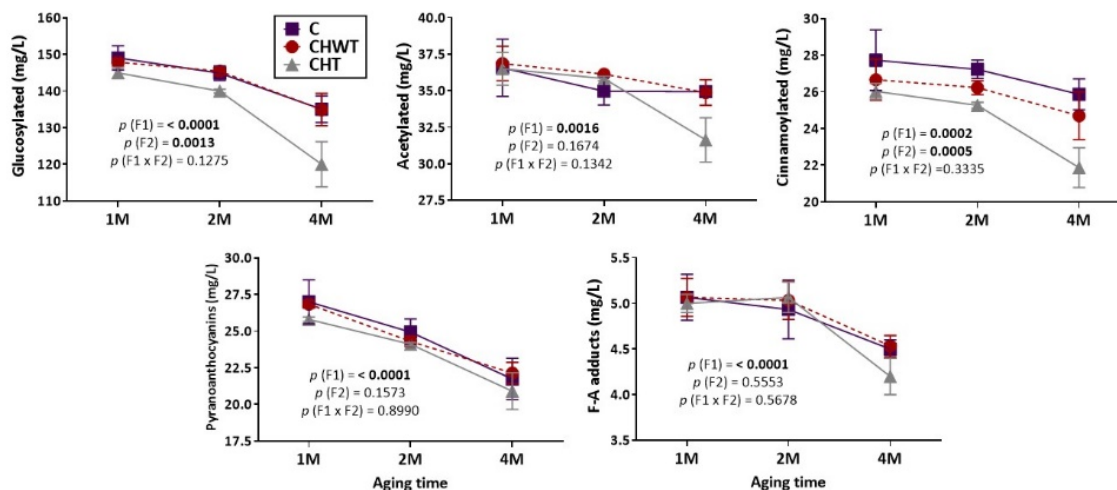 Glucosylated (mg/L)
160
150
140
130
120
110
C
CHWT
CHT
p (F1) = < 0.0001
p (F2) = 0.0013
p (F1 x F2) = 0.1275
1M 2M 4M
Acetylated (mg/L)
40.0
37.5
35.0
32.5
30.0
27.5
p (F1) = 0.0016
p (F2) = 0.1674
p (F1 x F2) = 0.1342
1M 2M 4M
Cinnamoylated (mg/L)
30
28
26
24
22
20
p (F1) = 0.0002
p (F2) = 0.0005
p (F1 x F2) =0.3335
1M 2M 4M
Pyranoanthocyanins (mg/L)
30.0
27.5
25.0
22.5
20.0
17.5
p (F1) = < 0.0001
p (F2) = 0.1573
p (F1 x F2) = 0.8990
1M 2M 4M
Aging time
F-A adducts (mg/L)
5.5
5.0
4.5
4.0
3.5
p (F1) = < 0.0001
p (F2) = 0.5553
p (F1 x F2) = 0.5678
1M 2M 4M
Aging time